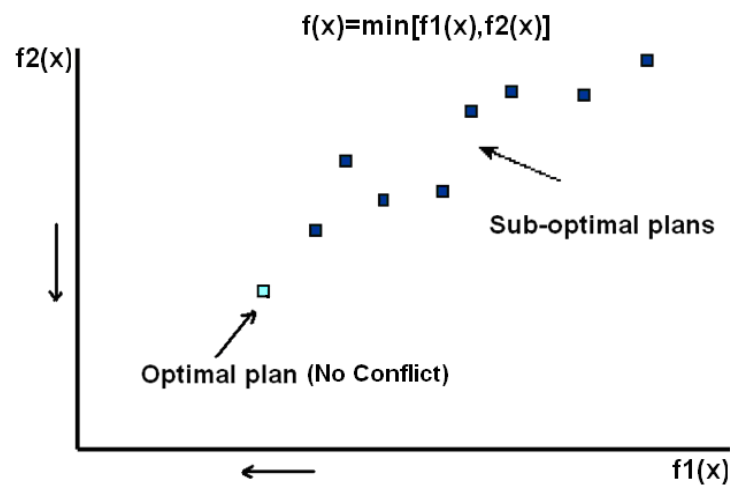 f(x)=min[f1(x),f2(x)]
f2(x)
Sub-optimal plans
Optimal plan (No Conflict)
f1(x)